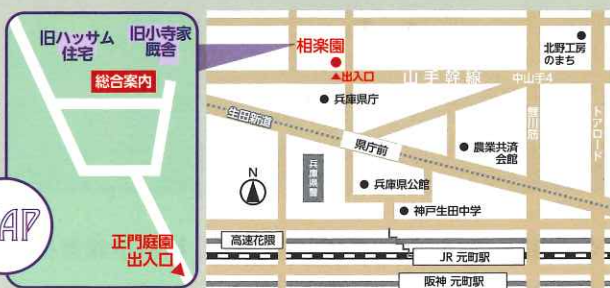 旧ハッサム
住宅
旧小寺家
厩舎
総合案内
正門庭園
出入口
AP
相楽園
▲出入口
北野工房
のまち
山手幹線
中山手4
兵庫県庁
生田新道
県庁前
鯉川筋
トアロード
農業共済
会館
N
兵庫県警
兵庫県公館
神戸生田中学
高速花隈
JR 元町駅
阪神 元町駅